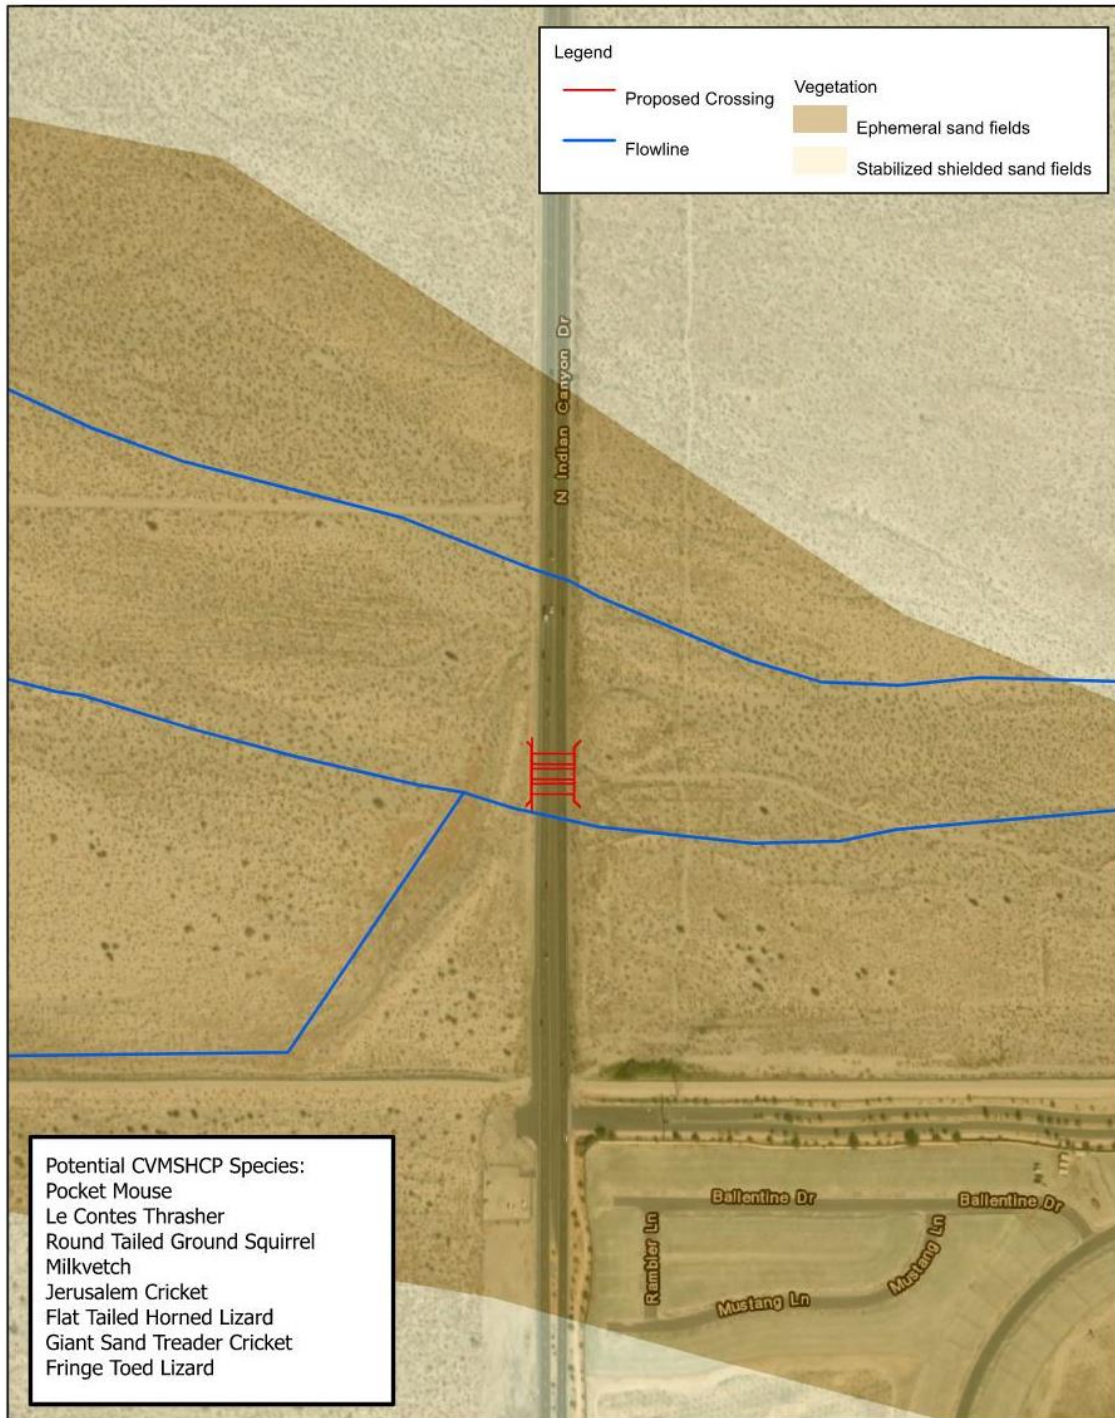 Legend
Proposed Crossing
Flowline
Vegetation
Ephemeral sand fields
Stabilized shielded sand fields
N Indian Canyon Dr
Ballentine Dr
Ballentine Dr
Rambler Ln
Mustang Ln
Mustang Ln
Potential CVMSHCP Species:
Pocket Mouse
Le Contes Thrasher
Round Tailed Ground Squirrel
Milkvetch
Jerusalem Cricket
Flat Tailed Horned Lizard
Giant Sand Treader Cricket
Fringe Toed Lizard